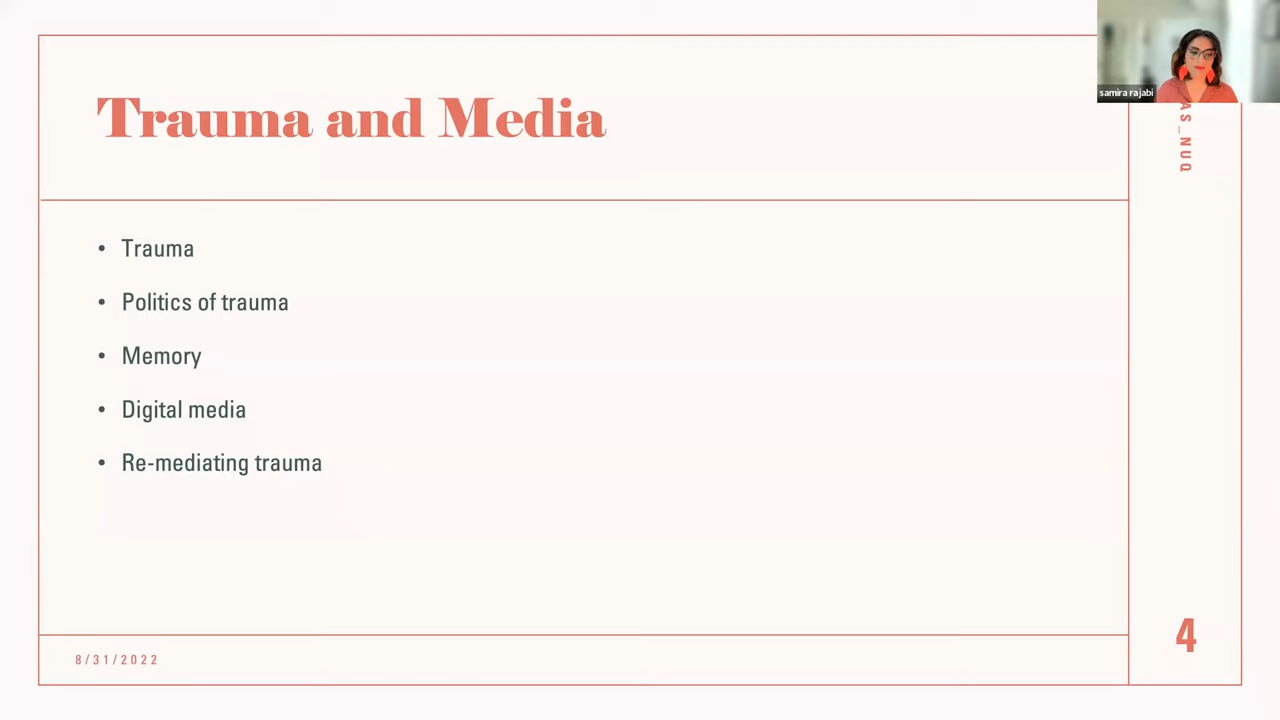 Trauma and Media
samira rajabi
AS_NUQ
• Trauma
• Politics of trauma
• Memory
• Digital media
• Re-mediating trauma
8/31/2022
4